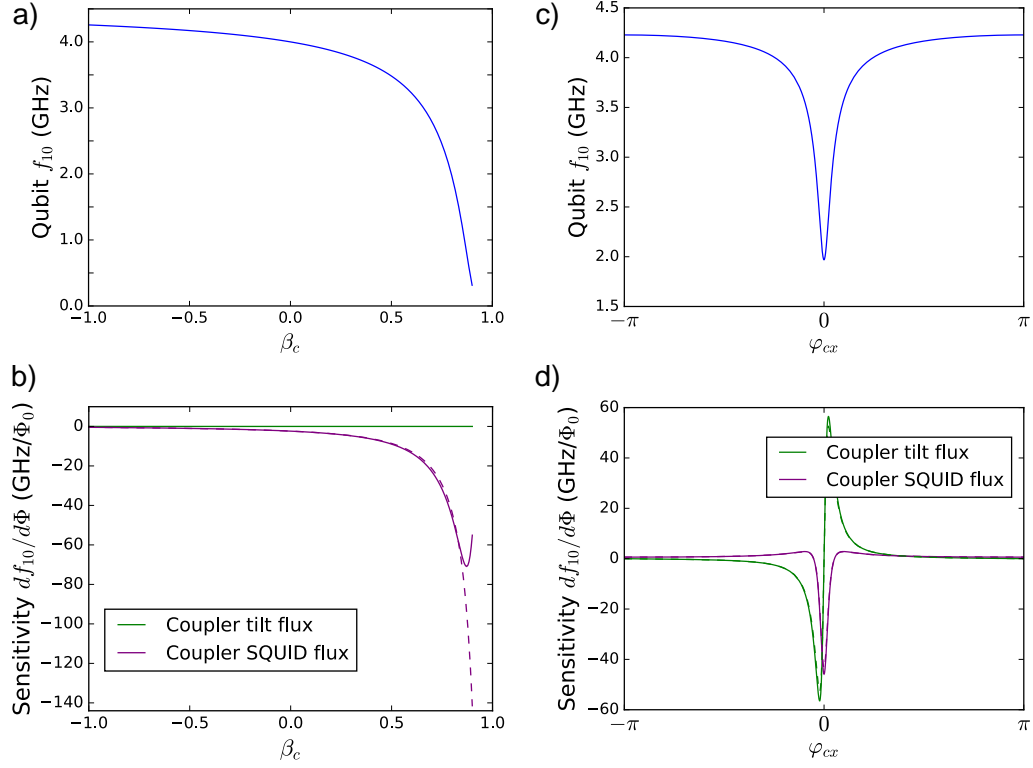 a)
Qubit f10 (GHz)
4.0
3.0
2.0
1.0
0.0
−1.0
−0.5
0.0
0.5
1.0
βc
c)
Qubit f10 (GHz)
4.5
4.0
3.5
3.0
2.5
2.0
1.5
−π
0
π
φcx
b)
Sensitivity df10/dΦ (GHz/Φ0)
0
−20
−40
−60
−80
−100
−120
−140
Coupler tilt flux
Coupler SQUID flux
−1.0
−0.5
0.0
0.5
1.0
βc
d)
Sensitivity df10/dΦ (GHz/Φ0)
60
40
20
0
−20
−40
−60
Coupler tilt flux
Coupler SQUID flux
−π
0
π
φcx